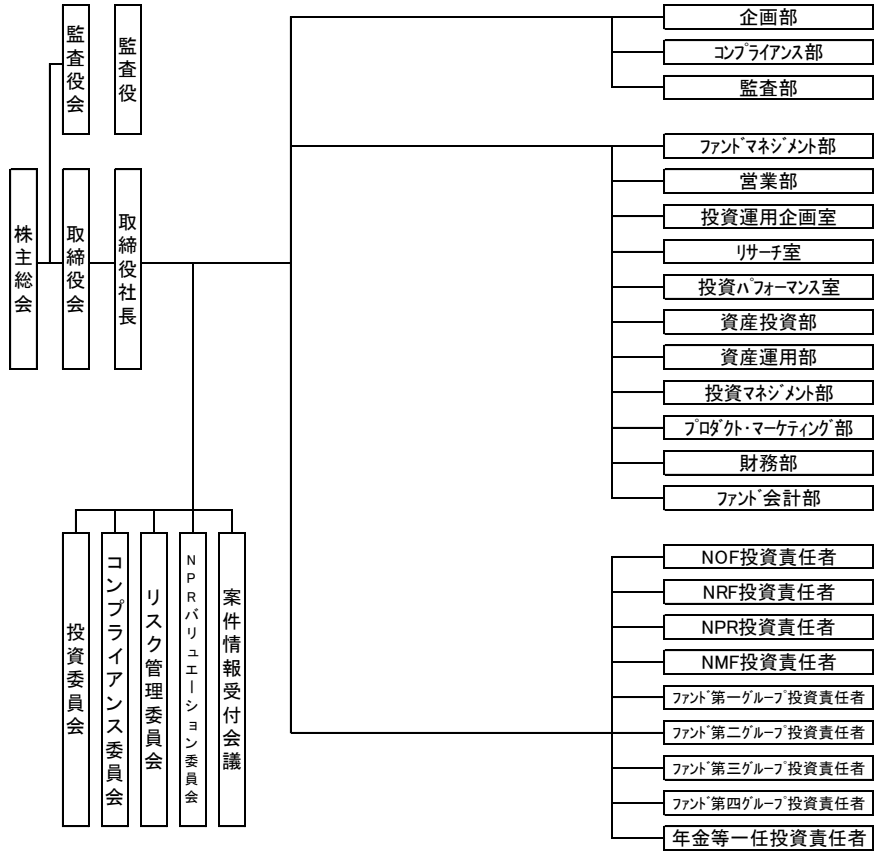 監査役会
監査役
株主総会
取締役会
取締役社長
投資委員会
コンプライアンス委員会
リスク管理委員会
NPRバリュエーション委員会
案件情報受付会議
企画部
ｺﾝﾌﾟﾗｲｱﾝｽ部
監査部
ﾌｧﾝﾄﾞﾏﾈｼﾞﾒﾝﾄ部
営業部
投資運用企画室
ﾘｻｰﾁ室
投資ﾊﾟﾌｫｰﾏﾝｽ室
資産投資部
資産運用部
投資ﾏﾈｼﾞﾒﾝﾄ部
ﾌﾟﾛﾀﾞｸﾄ･ﾏｰｹﾃｨﾝｸﾞ部
財務部
ﾌｧﾝﾄﾞ会計部
NOF投資責任者
NRF投資責任者
NPR投資責任者
NMF投資責任者
ﾌｧﾝﾄﾞ第一ｸﾞﾙｰﾌﾟ投資責任者
ﾌｧﾝﾄﾞ第二ｸﾞﾙｰﾌﾟ投資責任者
ﾌｧﾝﾄﾞ第三ｸﾞﾙｰﾌﾟ投資責任者
ﾌｧﾝﾄﾞ第四ｸﾞﾙｰﾌﾟ投資責任者
年金等一任投資責任者